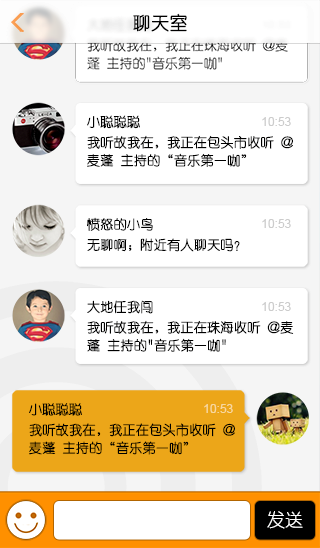 聊天室
我听故我在，我正在珠海收听 @麦
蓬 主持的"音乐第一咖"
小聪聪聪 10:53
我听故我在，我正在包头市收听 @
麦蓬 主持的“音乐第一咖”
愤怒的小鸟 10:53
无聊啊；附近有人聊天吗?
大地任我闯 10:53
我听故我在，我正在珠海收听 @麦
蓬 主持的"音乐第一咖"
小聪聪聪 10:53
我听故我在，我正在包头市收听 @
麦蓬 主持的“音乐第一咖”
发送